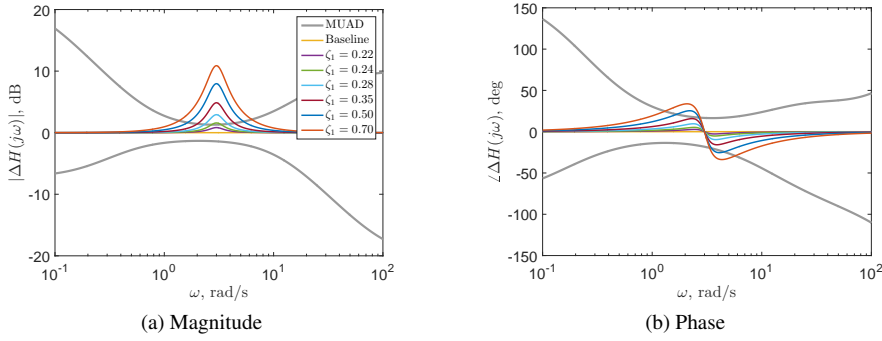 20
10
0
-10
-20
|ΔH(jω)|, dB
10^-1
10^0
10^1
10^2
ω, rad/s
MUAD
Baseline
ζ1 = 0.22
ζ1 = 0.24
ζ1 = 0.28
ζ1 = 0.35
ζ1 = 0.50
ζ1 = 0.70
(a) Magnitude
150
100
50
0
-50
-100
-150
∠ΔH(jω), deg
10^-1
10^0
10^1
10^2
ω, rad/s
(b) Phase